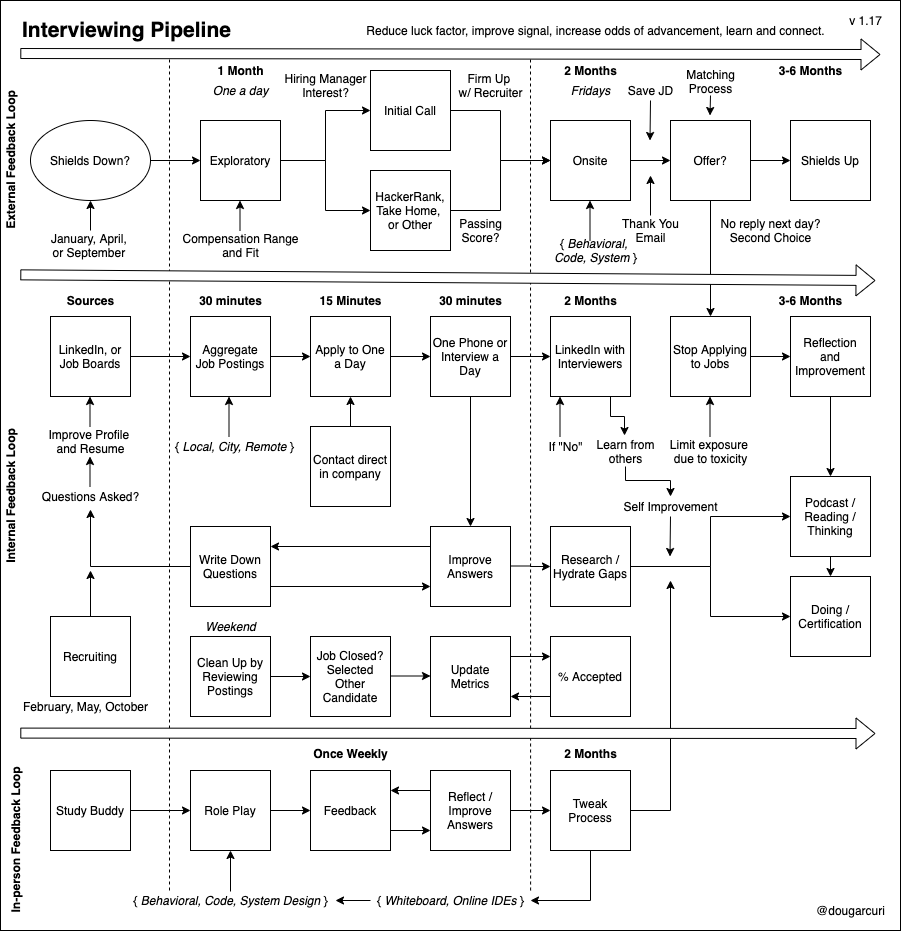 Interviewing Pipeline
Reduce luck factor, improve signal, increase odds of advancement, learn and connect.
v 1.17
External Feedback Loop
1 Month
One a day
Hiring Manager
Interest?
Firm Up
w/ Recruiter
2 Months
Fridays
Save JD
Matching
Process
3-6 Months
Shields Down?
Exploratory
Initial Call
HackerRank,
Take Home,
or Other
Onsite
Offer?
Shields Up
January, April,
or September
Compensation Range
and Fit
Passing
Score?
{ Behavioral,
Code, System }
Thank You
Email
No reply next day?
Second Choice
Internal Feedback Loop
Sources
30 minutes
15 Minutes
30 minutes
2 Months
3-6 Months
LinkedIn, or
Job Boards
Aggregate
Job Postings
Apply to One
a Day
One Phone or
Interview a
Day
LinkedIn with
Interviewers
Stop Applying
to Jobs
Reflection
and
Improvement
Improve Profile
and Resume
{ Local, City, Remote }
Contact direct
in company
If "No"
Learn from
others
Limit exposure
due to toxicity
Questions Asked?
Self Improvement
Podcast /
Reading /
Thinking
Write Down
Questions
Improve
Answers
Research /
Hydrate Gaps
Doing /
Certification
Recruiting
February, May, October
Weekend
Clean Up by
Reviewing
Postings
Job Closed?
Selected
Other
Candidate
Update
Metrics
% Accepted
In-person Feedback Loop
Once Weekly
2 Months
Study Buddy
Role Play
Feedback
Reflect /
Improve
Answers
Tweak
Process
{ Behavioral, Code, System Design }
{ Whiteboard, Online IDEs }
@dougarcuri